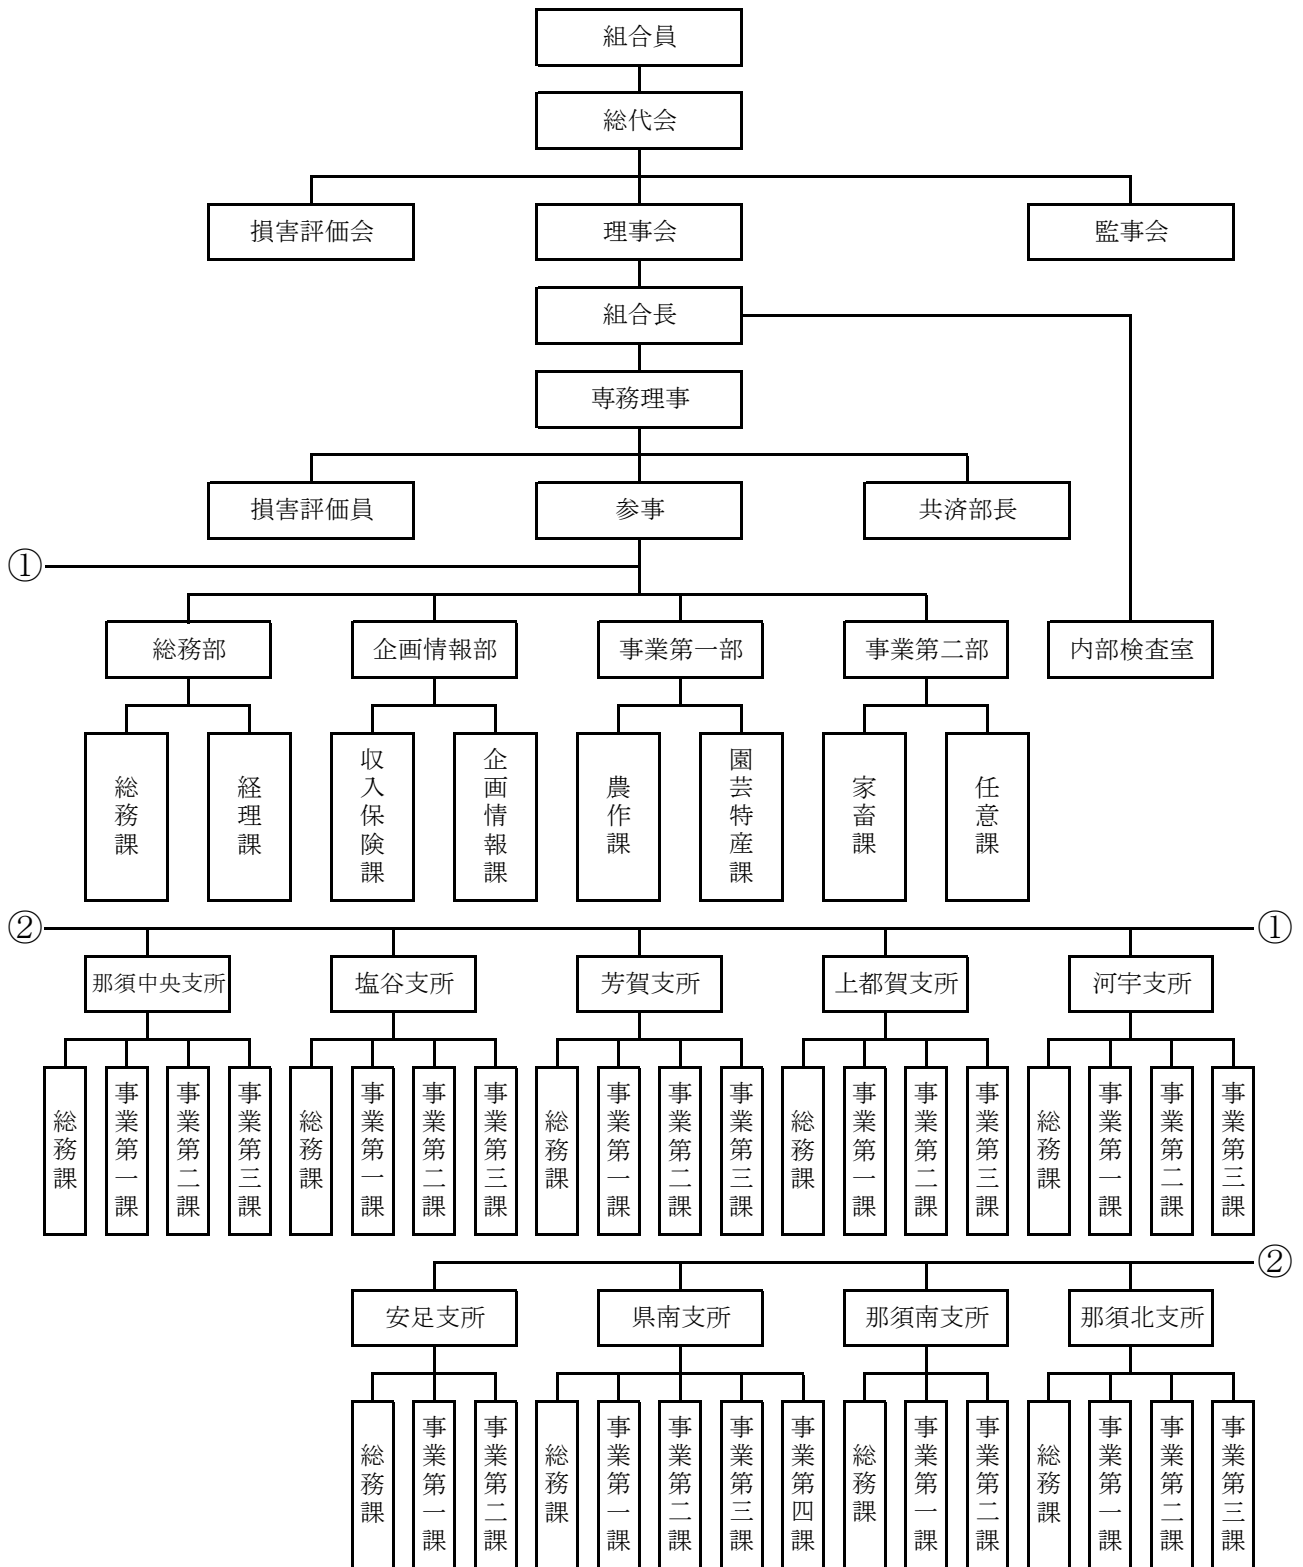 組合員
総代会
損害評価会
理事会
監事会
組合長
専務理事
損害評価員
参事
共済部長
①
総務部
企画情報部
事業第一部
事業第二部
内部検査室
総務課
経理課
収入保険課
企画情報課
農作課
園芸特産課
家畜課
任意課
②
①
那須中央支所
塩谷支所
芳賀支所
上都賀支所
河宇支所
総務課
事業第一課
事業第二課
事業第三課
総務課
事業第一課
事業第二課
事業第三課
総務課
事業第一課
事業第二課
事業第三課
総務課
事業第一課
事業第二課
事業第三課
総務課
事業第一課
事業第二課
事業第三課
②
安足支所
県南支所
那須南支所
那須北支所
総務課
事業第一課
事業第二課
総務課
事業第一課
事業第二課
事業第三課
事業第四課
総務課
事業第一課
事業第二課
総務課
事業第一課
事業第二課
事業第三課